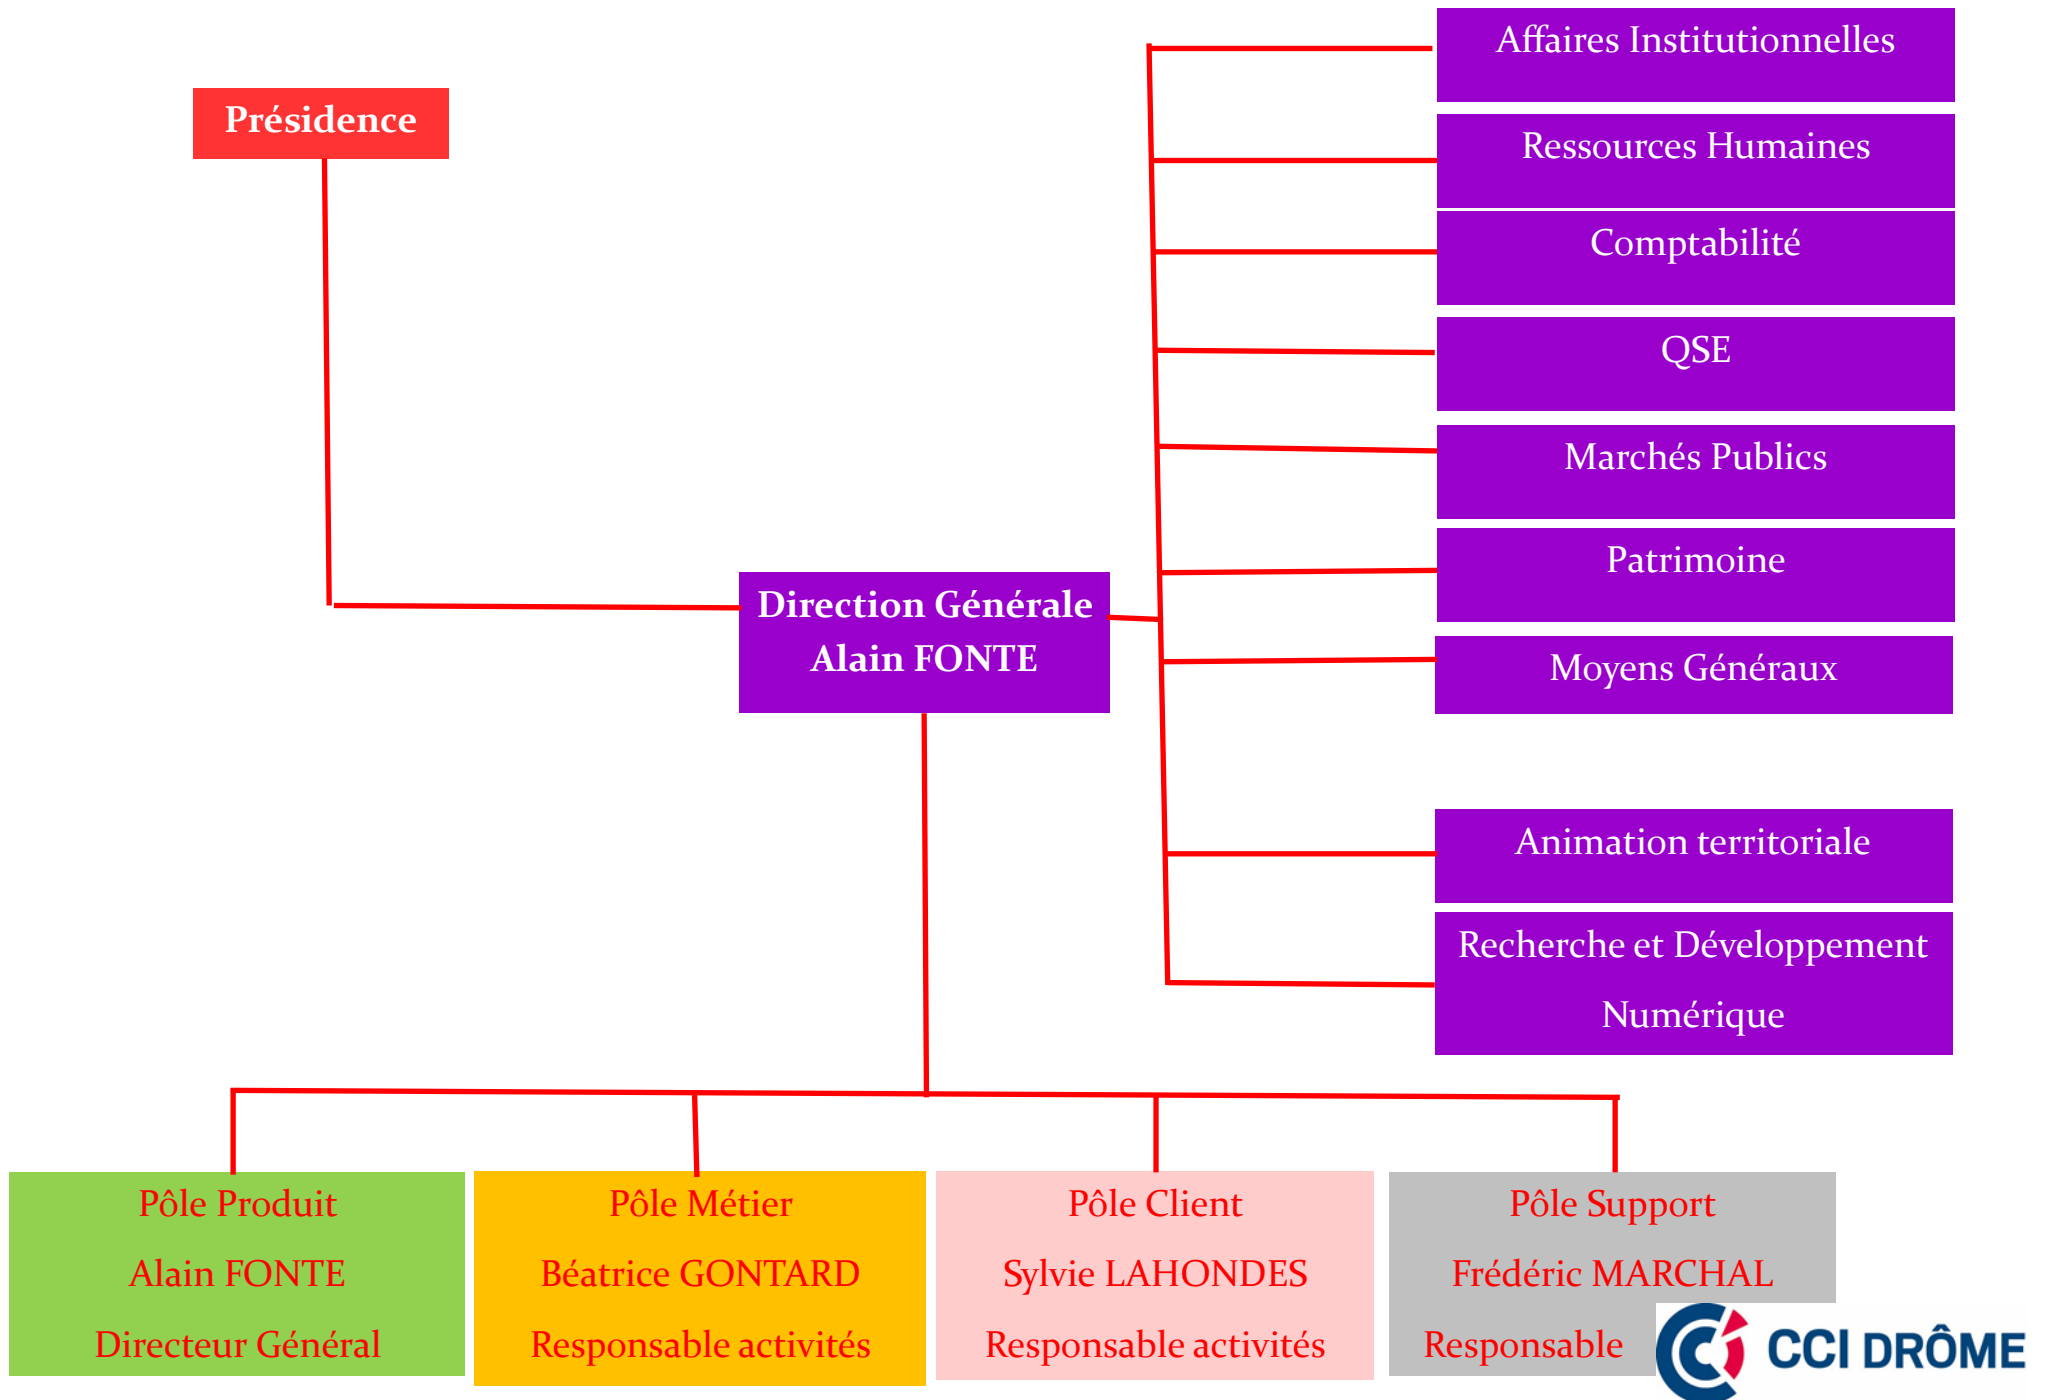 Présidence
Direction Générale
Alain FONTE
Affaires Institutionnelles
Ressources Humaines
Comptabilité
QSE
Marchés Publics
Patrimoine
Moyens Généraux
Animation territoriale
Recherche et Développement
Numérique
Pôle Produit
Alain FONTE
Directeur Général
Pôle Métier
Béatrice GONTARD
Responsable activités
Pôle Client
Sylvie LAHONDES
Responsable activités
Pôle Support
Frédéric MARCHAL
Responsable
CCI DRÔME